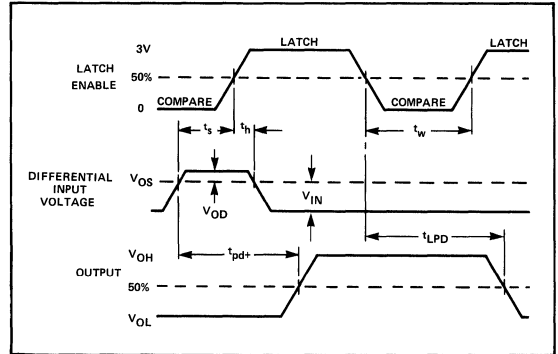 3V
LATCH
LATCH
LATCH
ENABLE
50%
0
COMPARE
COMPARE
ts
th
tw
DIFFERENTIAL
INPUT
VOLTAGE
VOS
VOD
VIN
tpd+
tLPD
OUTPUT
VOH
50%
VOL